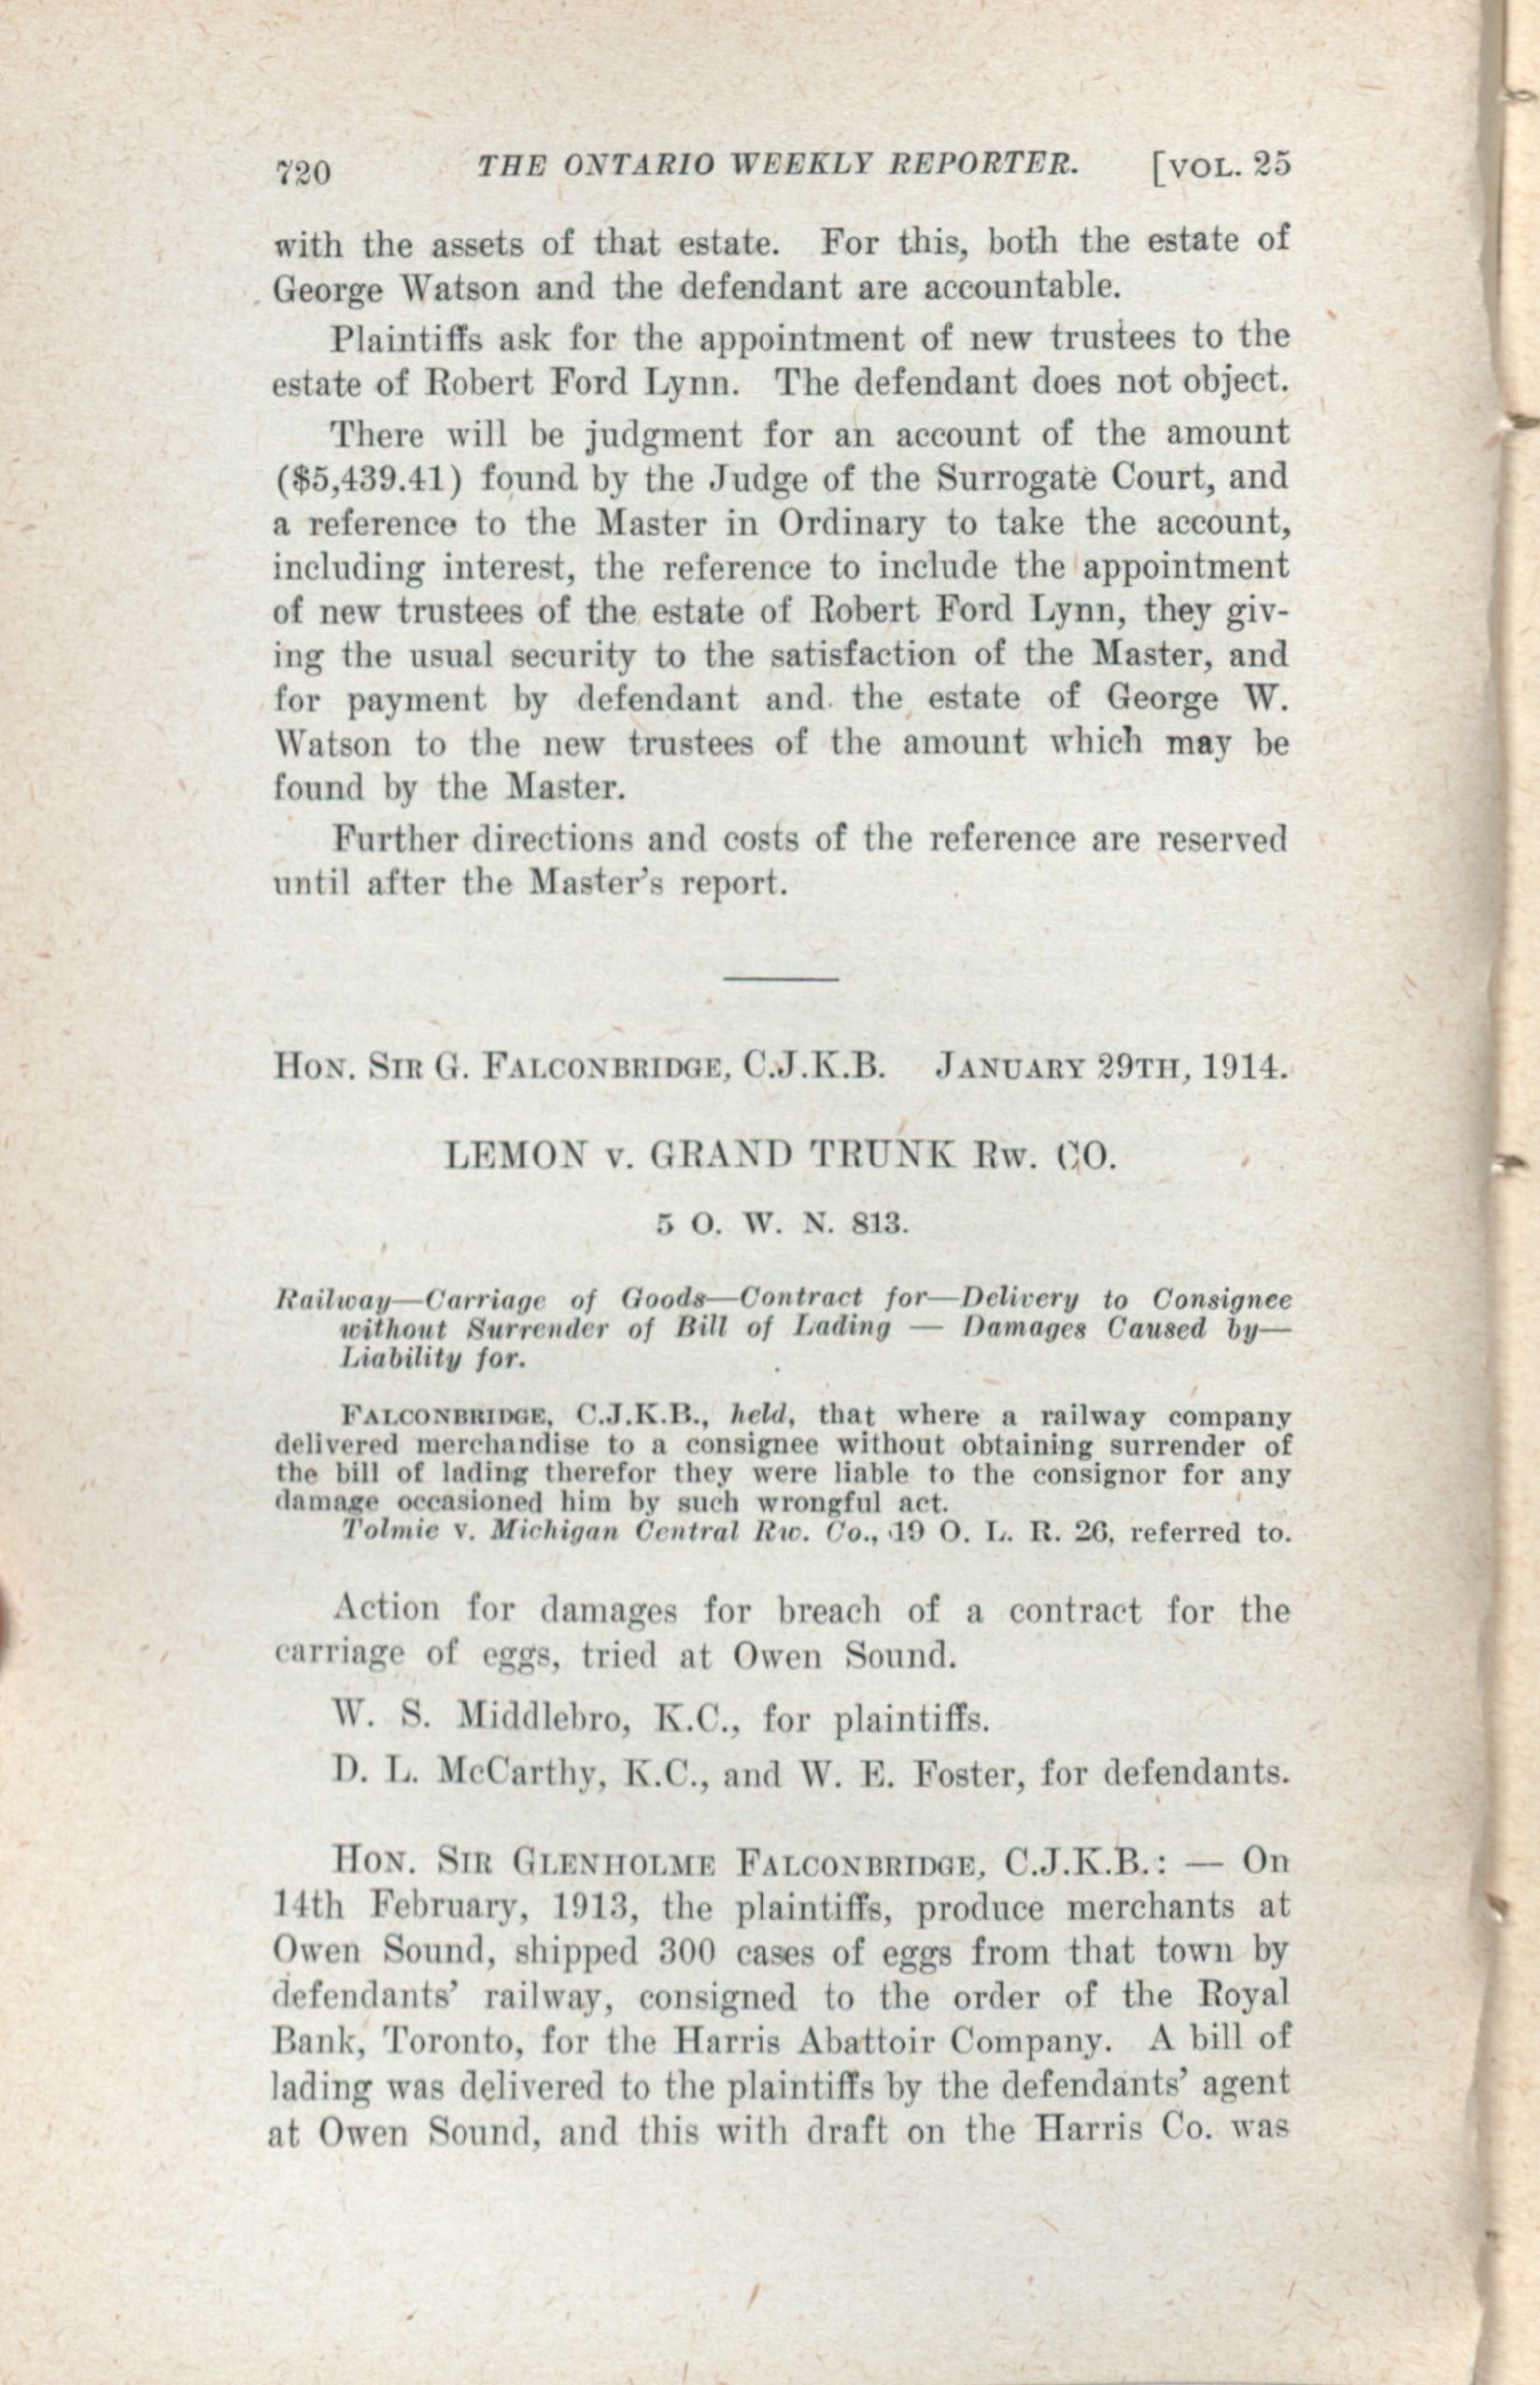 720 THE ONTARIO WEEKLY REPORTER. [VOL. 25
with the assets of that estate. For this, both the estate of
George Watson and the defendant are accountable.
Plaintiffs ask for the appointment of new trustees to the
estate of Robert Ford Lynn. The defendant does not object.
There will be judgment for an account of the amount
($5,439.41) found by the Judge of the Surrogate Court, and
a reference to the Master in Ordinary to take the account,
including interest, the reference to include the appointment
of new trustees of the estate of Robert Ford Lynn, they giv-
ing the usual security to the satisfaction of the Master, and
for payment by defendant and the estate of George W.
Watson to the new trustees of the amount which may be
found by the Master.
Further directions and costs of the reference are reserved
until after the Master's report.
HON. SIR G. FALCONBRIDGE, C.J.K.B. JANUARY 29TH, 1914.
LEMON v. GRAND TRUNK Rw. CO.
5 O. W. N. 813.
Railway—Carriage of Goods—Contract for—Delivery to Consignee
without Surrender of Bill of Lading — Damages Caused by—
Liability for.
FALCONBRIDGE, C.J.K.B., held, that where a railway company
delivered merchandise to a consignee without obtaining surrender of
the bill of lading therefor they were liable to the consignor for any
damage occasioned him by such wrongful act.
Tolmie v. Michigan Central Rw. Co., 19 O. L. R. 26, referred to.
Action for damages for breach of a contract for the
carriage of eggs, tried at Owen Sound.
W. S. Middlebro, K.C., for plaintiffs.
D. L. McCarthy, K.C., and W. E. Foster, for defendants.
HON. SIR GLENHOLME FALCONBRIDGE, C.J.K.B.: — On
14th February, 1913, the plaintiffs, produce merchants at
Owen Sound, shipped 300 cases of eggs from that town by
defendants' railway, consigned to the order of the Royal
Bank, Toronto, for the Harris Abattoir Company. A bill of
lading was delivered to the plaintiffs by the defendants' agent
at Owen Sound, and this with draft on the Harris Co. was